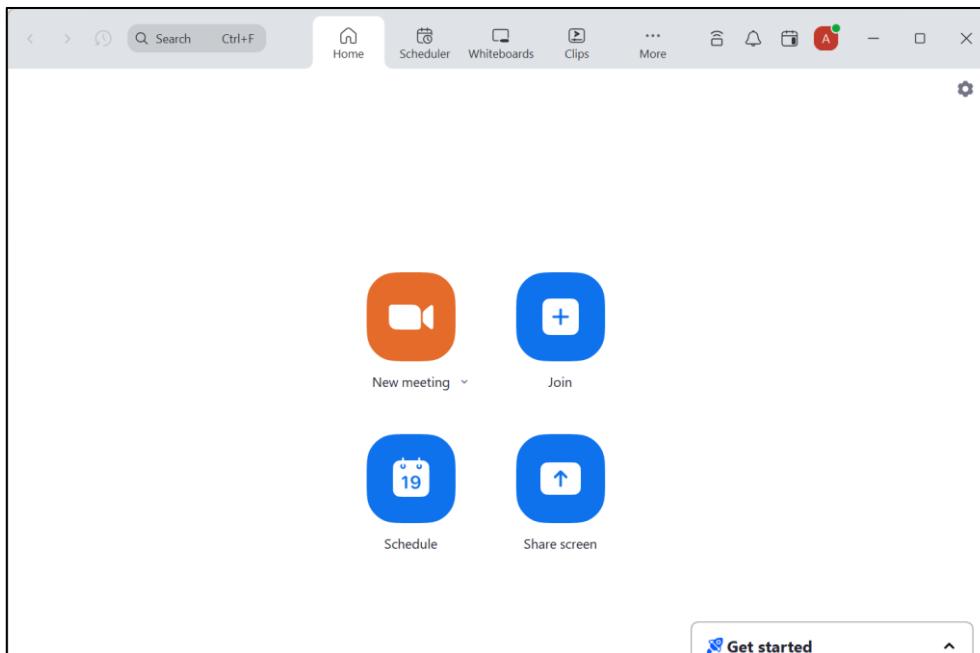 Search Ctrl+F
Home
Scheduler
Whiteboards
Clips
More
A
New meeting
Join
19
Schedule
Share screen
Get started